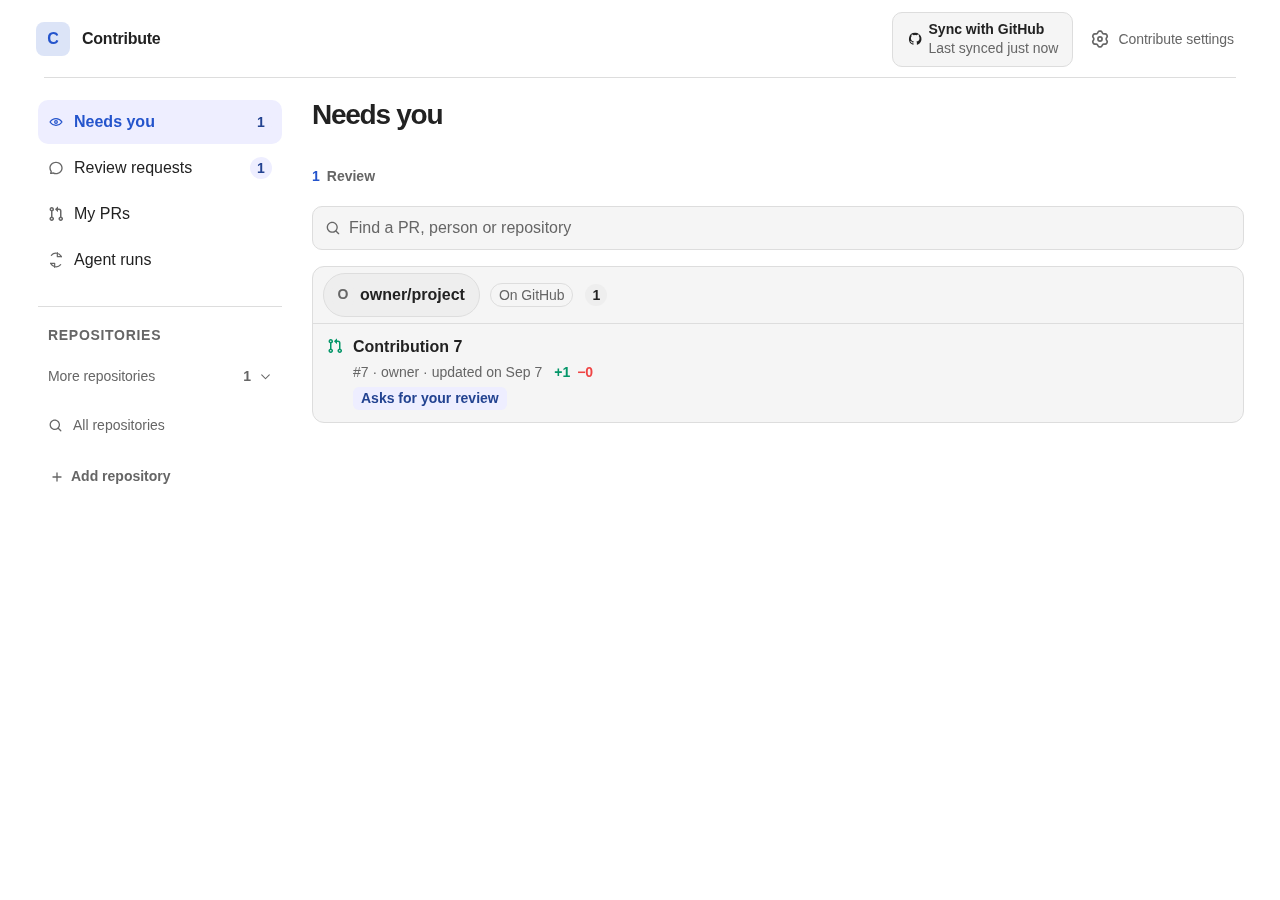 C Contribute
Sync with GitHub
Last synced just now
Contribute settings
Needs you 1
Review requests 1
My PRs
Agent runs
REPOSITORIES
More repositories 1
All repositories
Add repository
Needs you
1 Review
Find a PR, person or repository
O owner/project On GitHub 1
Contribution 7
#7 · owner · updated on Sep 7 +1 −0
Asks for your review